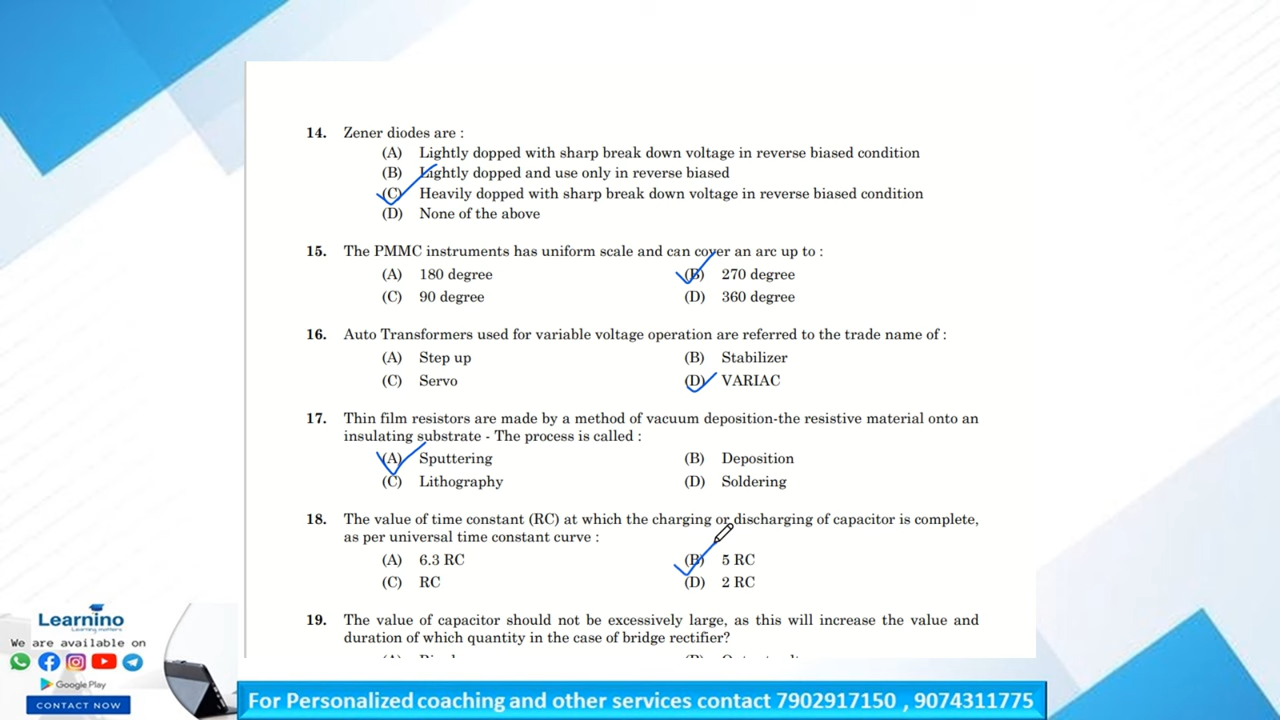 14. Zener diodes are :
(A) Lightly dopped with sharp break down voltage in reverse biased condition
(B) Lightly dopped and use only in reverse biased
(C) Heavily dopped with sharp break down voltage in reverse biased condition
(D) None of the above
15. The PMMC instruments has uniform scale and can cover an arc up to :
(A) 180 degree (B) 270 degree
(C) 90 degree (D) 360 degree
16. Auto Transformers used for variable voltage operation are referred to the trade name of :
(A) Step up (B) Stabilizer
(C) Servo (D) VARIAC
17. Thin film resistors are made by a method of vacuum deposition-the resistive material onto an
insulating substrate - The process is called :
(A) Sputtering (B) Deposition
(C) Lithography (D) Soldering
18. The value of time constant (RC) at which the charging or discharging of capacitor is complete,
as per universal time constant curve :
(A) 6.3 RC (B) 5 RC
(C) RC (D) 2 RC
19. The value of capacitor should not be excessively large, as this will increase the value and
duration of which quantity in the case of bridge rectifier?
Learnino
Learning matters
We are available on
Google Play
CONTACT NOW
For Personalized coaching and other services contact 7902917150 , 9074311775